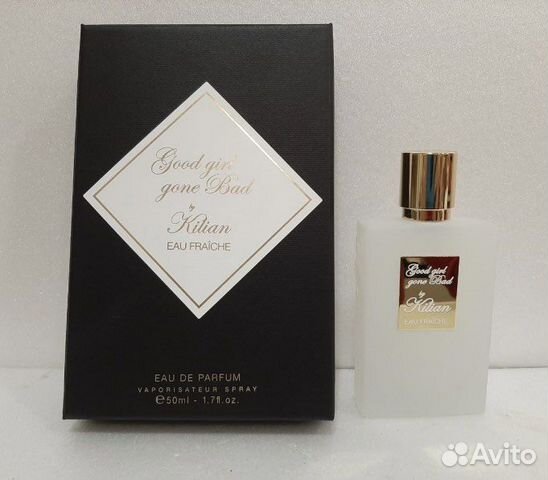 Good girl
gone Bad
by
Kilian
EAU FRAÎCHE
EAU DE PARFUM
VAPORISATEUR SPRAY
℮50ml - 1.7fl.oz.
Good girl
gone Bad
by
Kilian
EAU FRAÎCHE
Avito